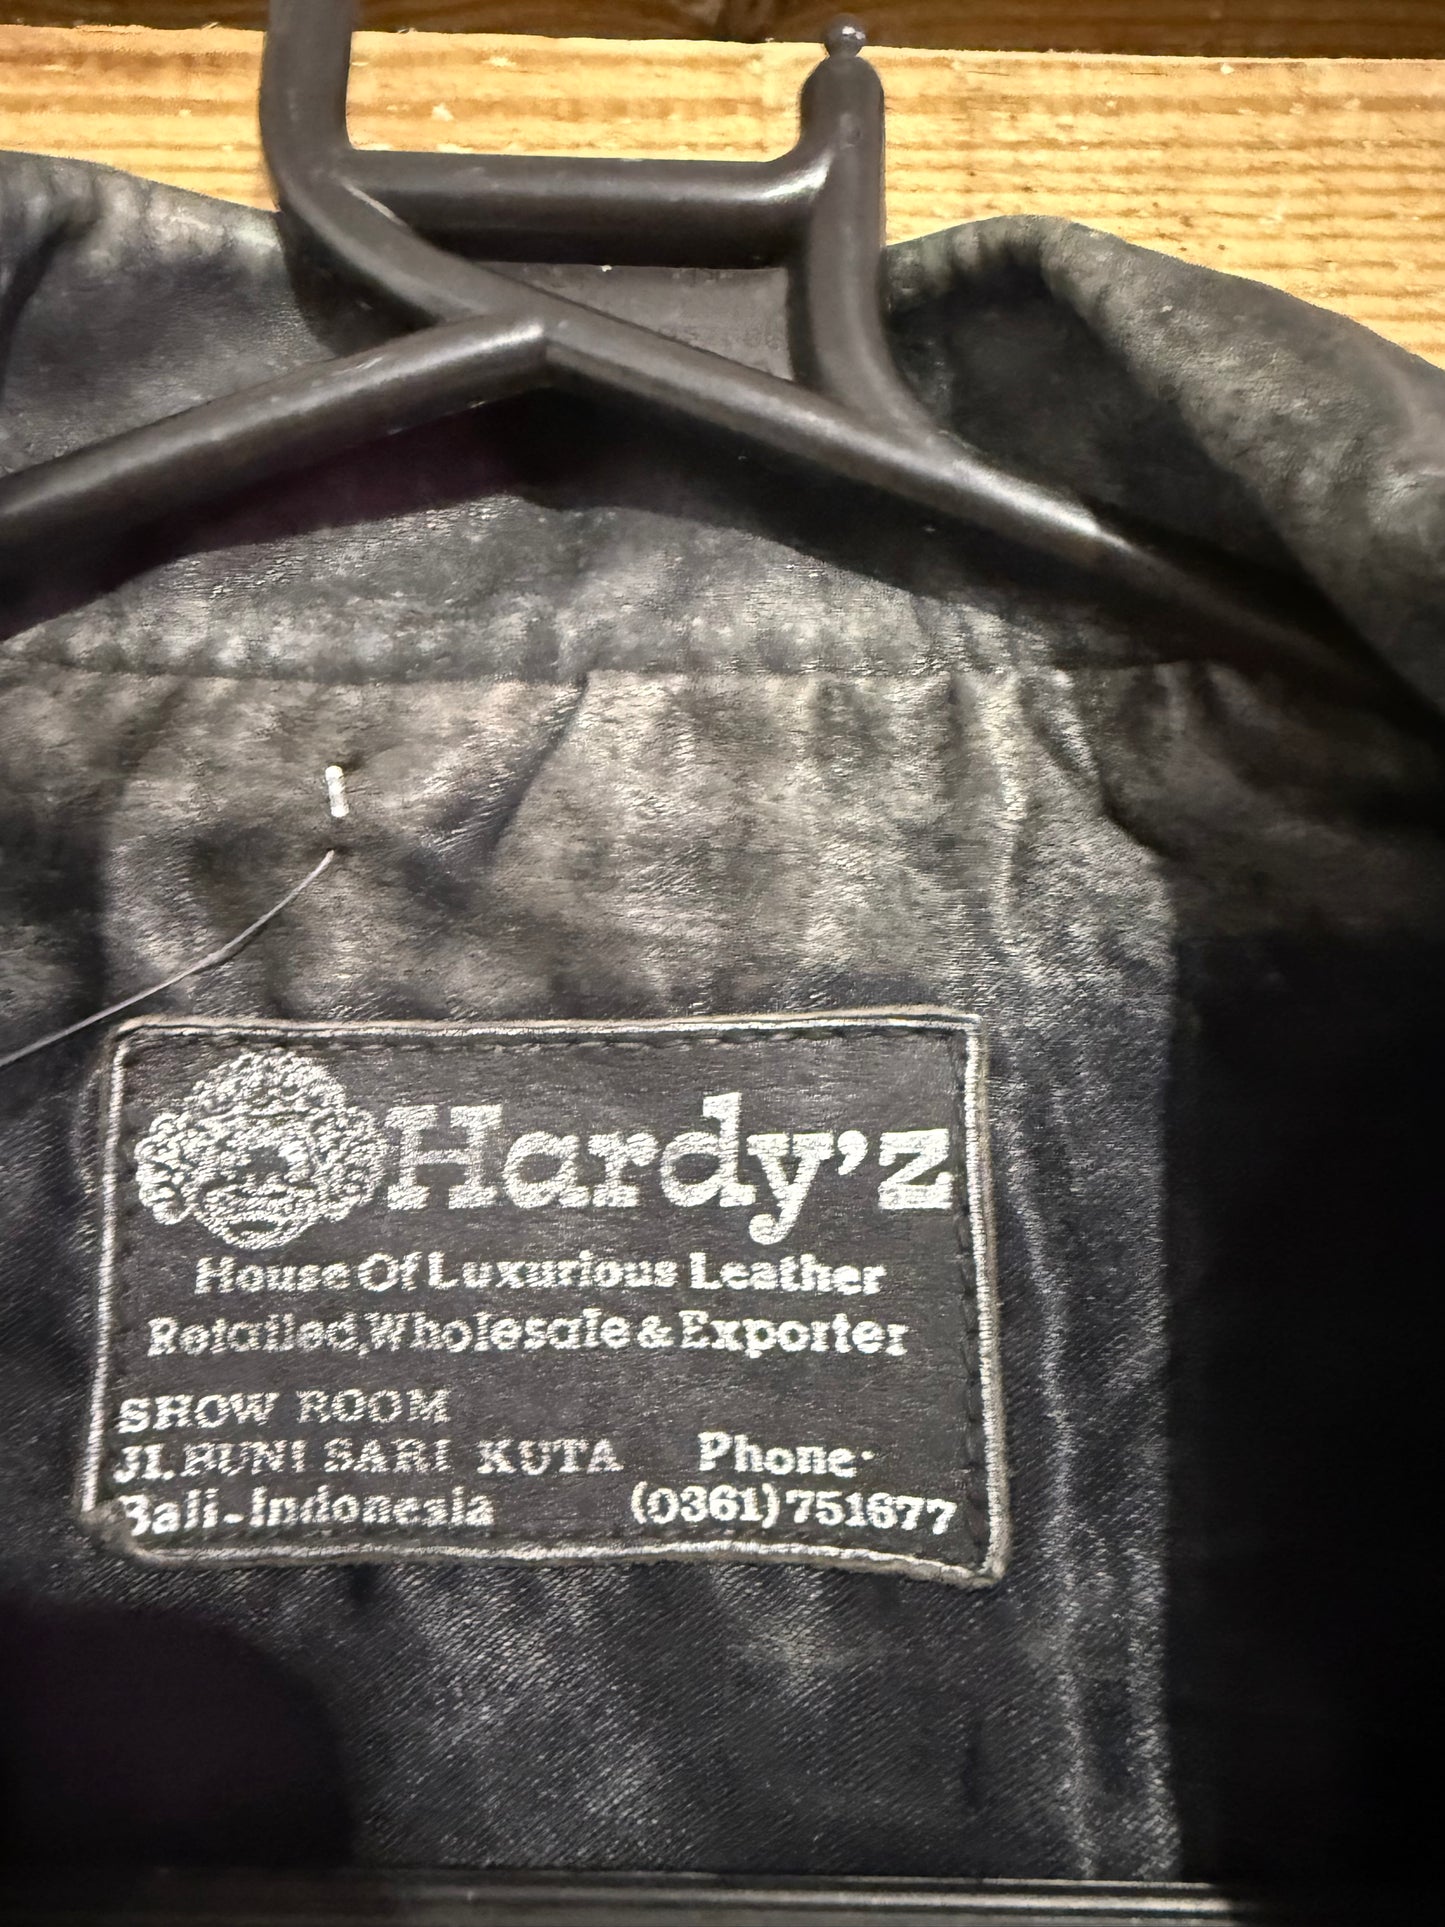 Hardy'z
House Of Luxurious Leather
Retailed,Wholesale & Exporter
SHOW ROOM
JL.BUNI SARI KUTA
Phone·
Bali-Indonesia
(0361)751677